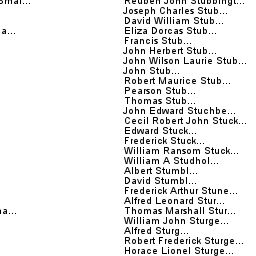 Reuben John Stubbingt...
Joseph Charles Stub...
David William Stub...
a... Eliza Dorcas Stub...
Francis Stub...
John Herbert Stub...
John Wilson Laurie Stub...
John Stub...
Robert Maurice Stub...
Pearson Stub...
Thomas Stub...
John Edward Stuchbe...
Cecil Robert John Stuck...
Edward Stuck...
Frederick Stuck...
William Ransom Stuck...
William A Studhol...
Albert Stumbl...
David Stumbl...
Frederick Arthur Stune...
Alfred Leonard Stur...
na... Thomas Marshall Stur...
William John Sturge...
Alfred Sturg...
Robert Frederick Sturge...
Horace Lionel Sturge...